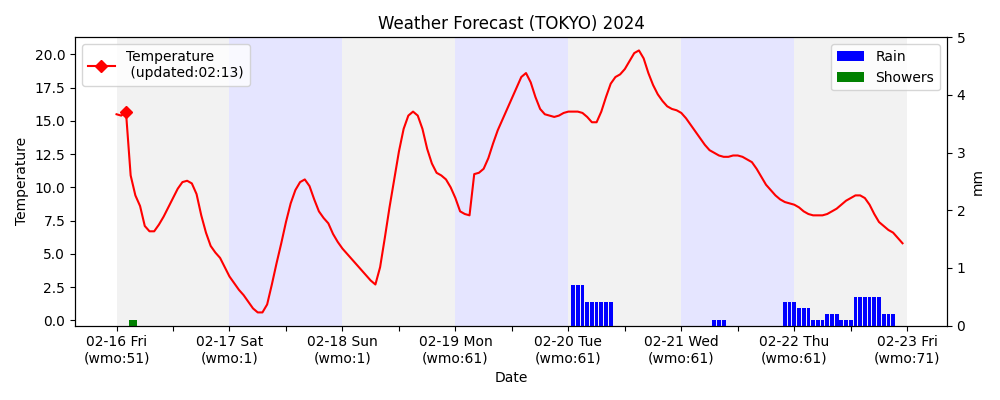 Weather Forecast (TOKYO) 2024
Temperature
(updated:02:13)
Rain
Showers
Temperature
20.0
17.5
15.0
12.5
10.0
7.5
5.0
2.5
0.0
5
4
3
2
1
0
mm
02-16 Fri
(wmo:51)
02-17 Sat
(wmo:1)
02-18 Sun
(wmo:1)
02-19 Mon
(wmo:61)
02-20 Tue
(wmo:61)
02-21 Wed
(wmo:61)
02-22 Thu
(wmo:61)
02-23 Fri
(wmo:71)
Date